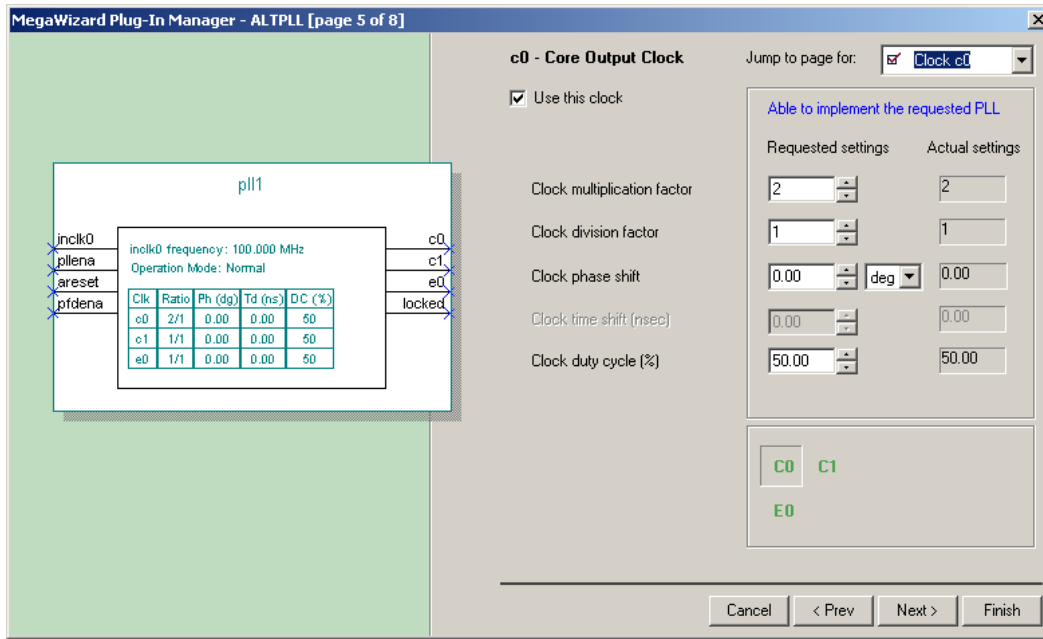 MegaWizard Plug-In Manager - ALTPLL [page 5 of 8]
c0 - Core Output Clock
Jump to page for:
Clock c0
Use this clock
Able to implement the requested PLL
Requested settings
Actual settings
Clock multiplication factor
2
2
Clock division factor
1
1
Clock phase shift
0.00
deg
0.00
Clock time shift (nsec)
0.00
0.00
Clock duty cycle (%)
50.00
50.00
pll1
inclk0
pllena
areset
pfdena
inclk0 frequency: 100.000 MHz
Operation Mode: Normal
Clk Ratio Ph (dg) Td (ns) DC (%)
c0 2/1 0.00 0.00 50
c1 1/1 0.00 0.00 50
e0 1/1 0.00 0.00 50
c0
c1
e0
locked
C0 C1
E0
Cancel
< Prev
Next >
Finish